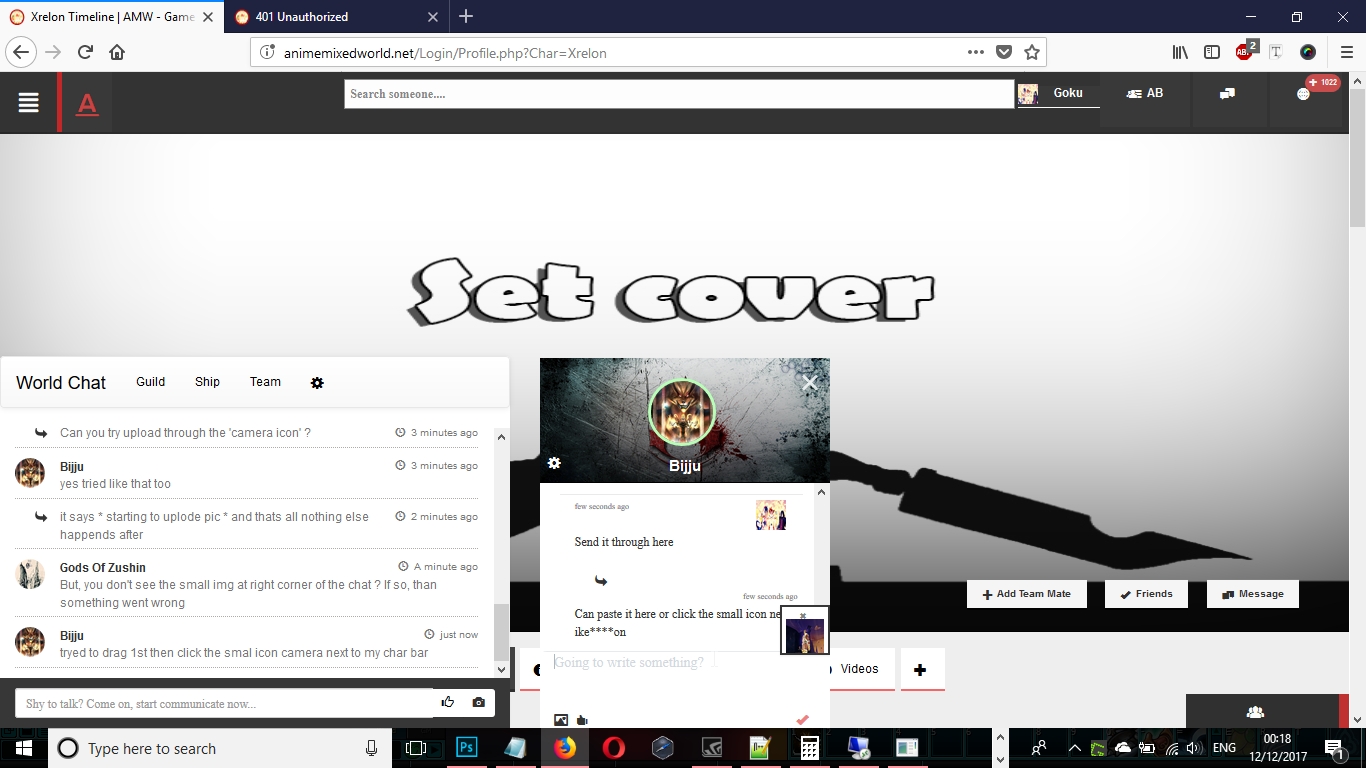 Xrelon Timeline | AMW - Game
401 Unauthorized
animemixedworld.net/Login/Profile.php?Char=Xrelon
ABP
2
T
A
Search someone....
Goku
AB
1022
Set cover
World Chat
Guild
Ship
Team
Can you try upload through the 'camera icon' ?
3 minutes ago
Bijju
3 minutes ago
yes tried like that too
it says * starting to uplode pic * and thats all nothing else
2 minutes ago
happends after
Gods Of Zushin
A minute ago
But, you don't see the small img at right corner of the chat ? If so, than
something went wrong
Bijju
just now
tryed to drag 1st then click the smal icon camera next to my char bar
Shy to talk? Come on, start communicate now...
Bijju
few seconds ago
Send it through here
few seconds ago
Can paste it here or click the small icon ne
ike****on
Going to write something?
Add Team Mate
Friends
Message
Videos
Type here to search
Ps
ENG
00:18
12/12/2017
1